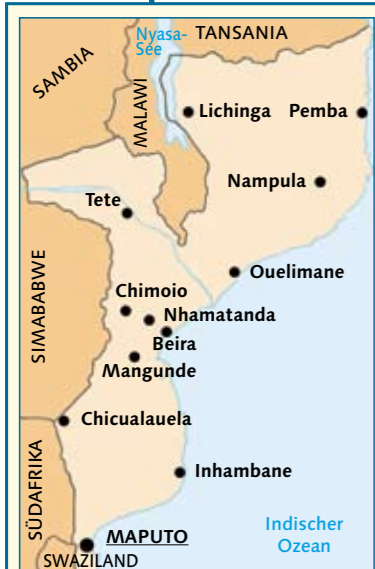 Nyasa-
See
TANSANIA
SAMBIA
MALAWI
Lichinga
Pemba
Nampula
Tete
SIMABABWE
Ouelimane
Chimoio
Nhamatanda
Beira
Mangunde
Chicualauela
SÜDAFRIKA
Inhambane
Indischer
Ozean
MAPUTO
SWAZILAND